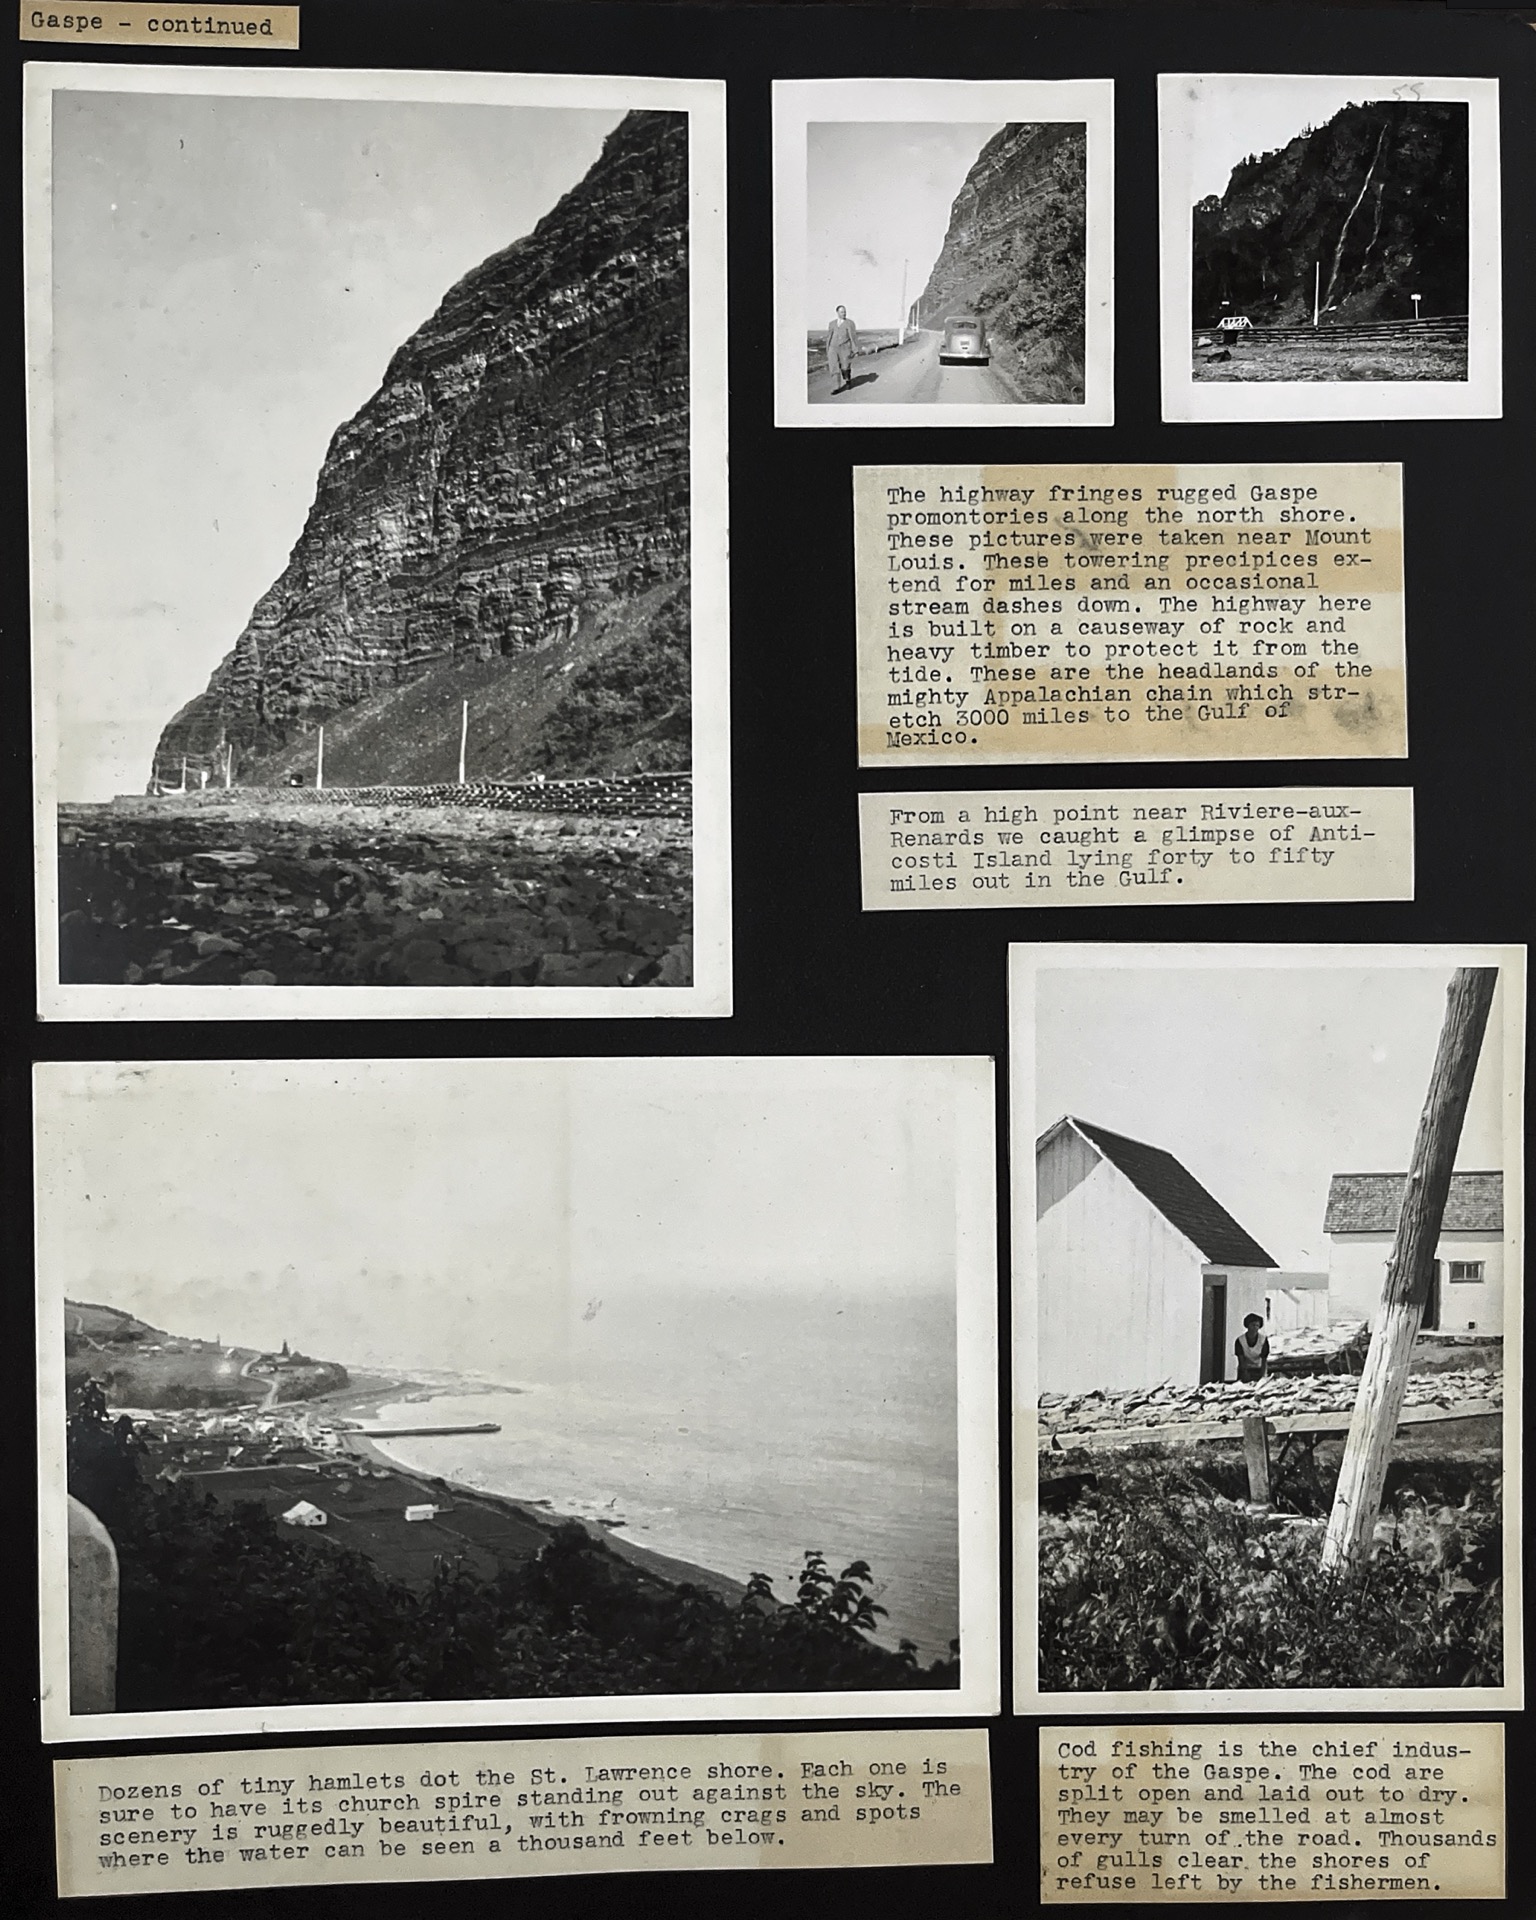 Gaspe - continued
55
The highway fringes rugged Gaspe
promontories along the north shore.
These pictures were taken near Mount
Louis. These towering precipices ex-
tend for miles and an occasional
stream dashes down. The highway here
is built on a causeway of rock and
heavy timber to protect it from the
tide. These are the headlands of the
mighty Appalachian chain which str-
etch 3000 miles to the Gulf of
Mexico.
From a high point near Riviere-aux-
Renards we caught a glimpse of Anti-
costi Island lying forty to fifty
miles out in the Gulf.
Dozens of tiny hamlets dot the St. Lawrence shore. Each one is
sure to have its church spire standing out against the sky. The
scenery is ruggedly beautiful, with frowning crags and spots
where the water can be seen a thousand feet below.
Cod fishing is the chief indus-
try of the Gaspe. The cod are
split open and laid out to dry.
They may be smelled at almost
every turn of the road. Thousands
of gulls clear the shores of
refuse left by the fishermen.